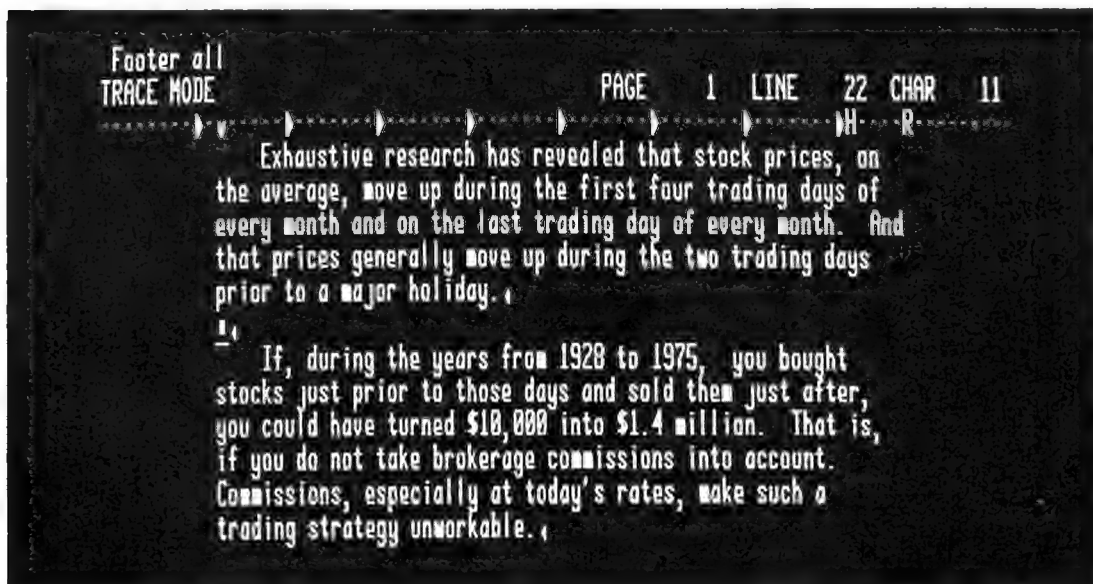 Footer all
TRACE MODE PAGE 1 LINE 22 CHAR 11
H R
Exhaustive research has revealed that stock prices, on
the average, move up during the first four trading days of
every month and on the last trading day of every month. And
that prices generally move up during the two trading days
prior to a major holiday.
If, during the years from 1928 to 1975, you bought
stocks just prior to those days and sold them just after,
you could have turned $10,000 into $1.4 million. That is,
if you do not take brokerage commissions into account.
Commissions, especially at today's rates, make such a
trading strategy unworkable.